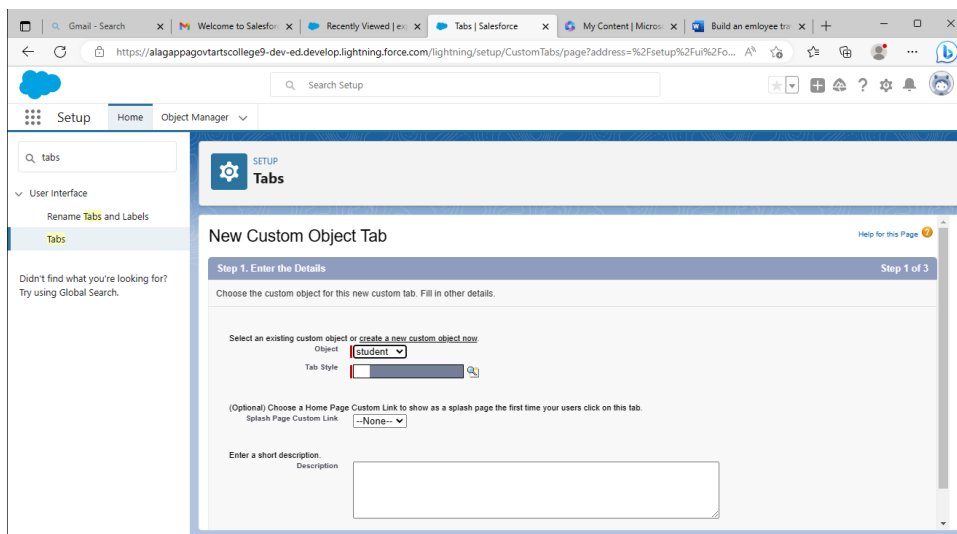 Gmail - Search
Welcome to Salesforc
Recently Viewed | exp
Tabs | Salesforce
My Content | Micros
Build an emloyee tra
https://alagappagovtartscollege9-dev-ed.develop.lightning.force.com/lightning/setup/CustomTabs/page?address=%2Fsetup%2Fui%2Fo...
Search Setup
Setup
Home
Object Manager
tabs
User Interface
Rename Tabs and Labels
Tabs
Didn't find what you're looking for?
Try using Global Search.
SETUP
Tabs
New Custom Object Tab
Help for this Page
Step 1. Enter the Details
Step 1 of 3
Choose the custom object for this new custom tab. Fill in other details.
Select an existing custom object or create a new custom object now.
Object
student
Tab Style
(Optional) Choose a Home Page Custom Link to show as a splash page the first time your users click on this tab.
Splash Page Custom Link
--None--
Enter a short description.
Description